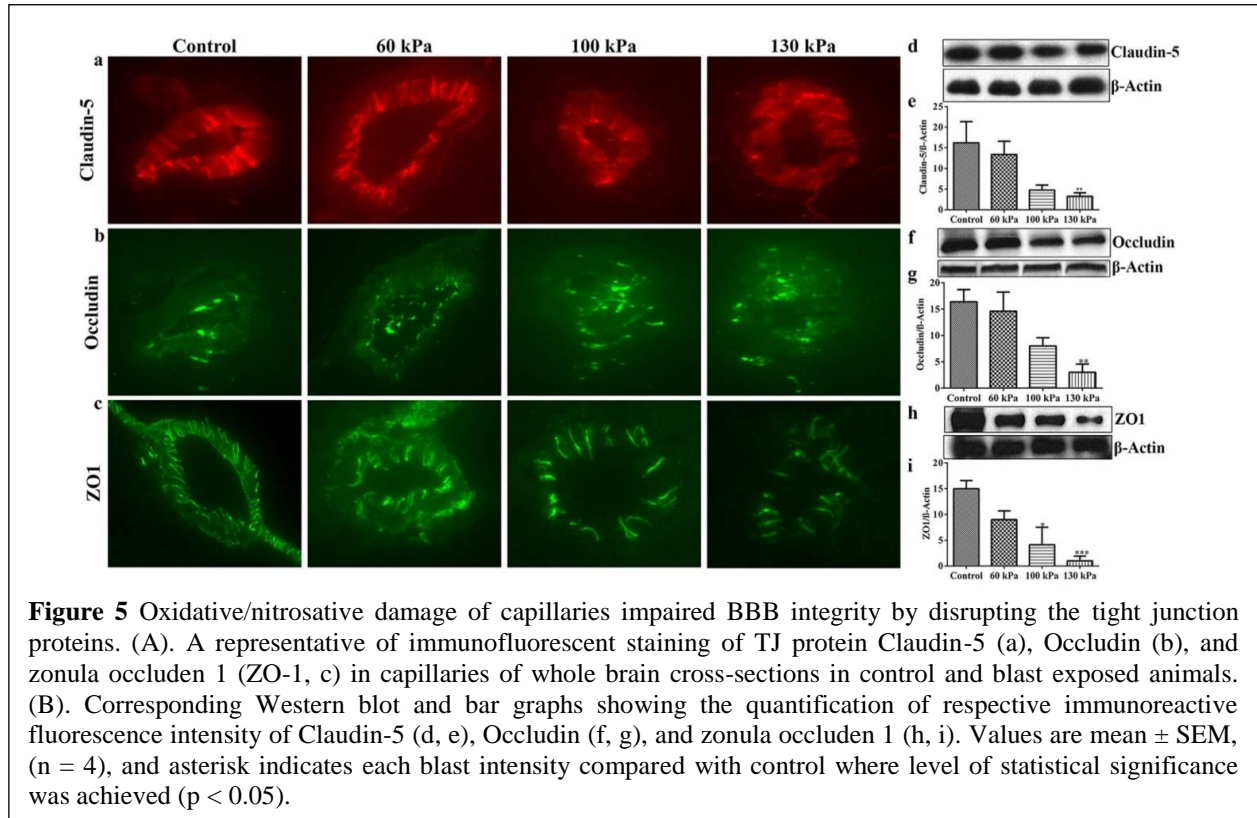 Control 60 kPa 100 kPa 130 kPa
a
Claudin-5
b
Occludin
c
ZO1
d
Claudin-5
β-Actin
e
Claudin-5/β-Actin
25
20
15
10
5
0
Control 60 kPa 100 kPa 130 kPa
**
f
Occludin
β-Actin
g
Occludin/β-Actin
20
15
10
5
0
Control 60 kPa 100 kPa 130 kPa
**
h
ZO1
β-Actin
i
ZO1/β-Actin
20
15
10
5
0
Control 60 kPa 100 kPa 130 kPa
*
***
Figure 5 Oxidative/nitrosative damage of capillaries impaired BBB integrity by disrupting the tight junction
proteins. (A). A representative of immunofluorescent staining of TJ protein Claudin-5 (a), Occludin (b), and
zonula occluden 1 (ZO-1, c) in capillaries of whole brain cross-sections in control and blast exposed animals.
(B). Corresponding Western blot and bar graphs showing the quantification of respective immunoreactive
fluorescence intensity of Claudin-5 (d, e), Occludin (f, g), and zonula occluden 1 (h, i). Values are mean ± SEM,
(n = 4), and asterisk indicates each blast intensity compared with control where level of statistical significance
was achieved (p < 0.05).